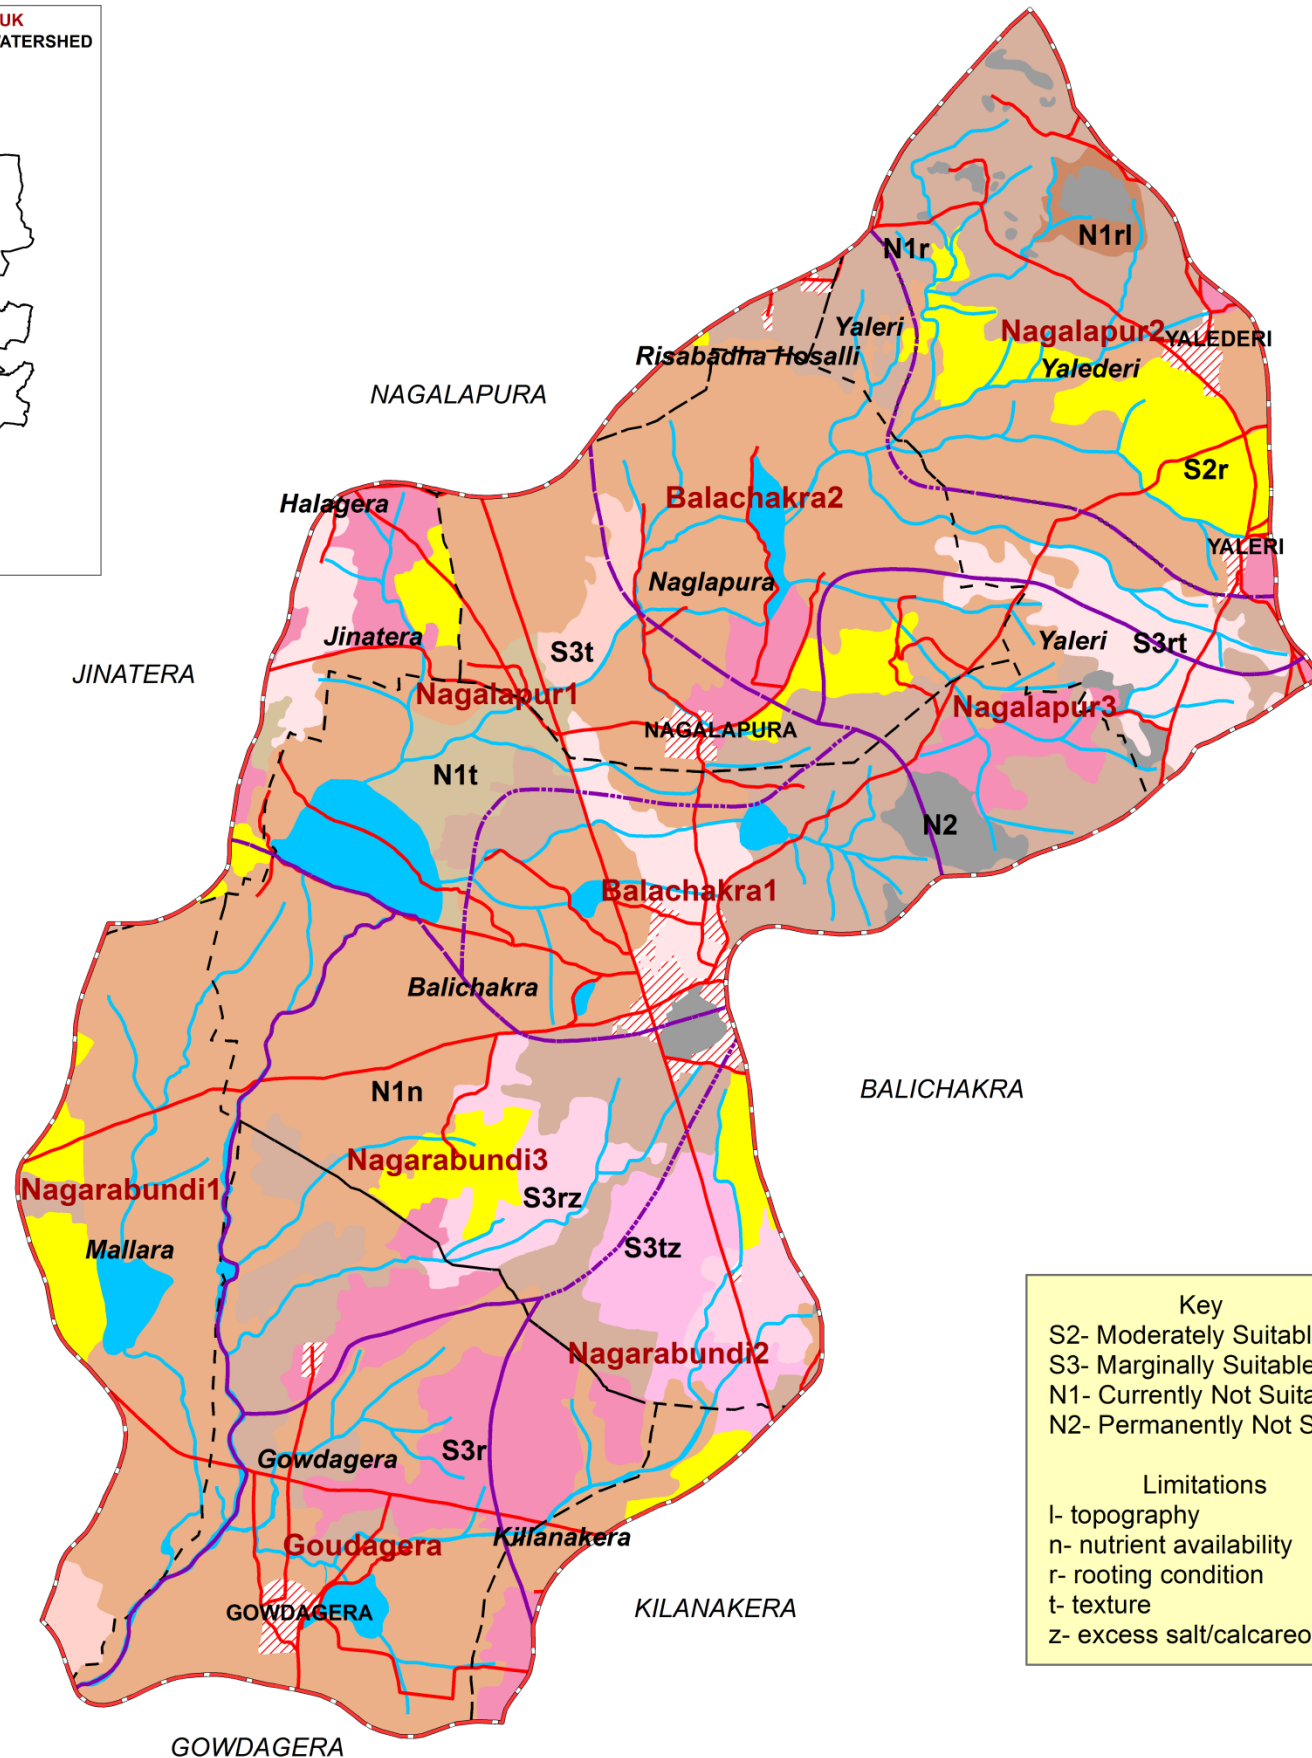 UK
WATERSHED
N1rl
N1r
Nagalapur2
YALEDERI
Yaleri
Risabadha Hosalli
Yalederi
NAGALAPURA
S2r
Balachakra2
Halagera
YALERI
Naglapura
Jinatera
S3t
Yaleri
S3rt
JINATERA
Nagalapur1
Nagalapur3
NAGALAPURA
N1t
N2
Balachakra1
Balichakra
N1n
BALICHAKRA
Nagarabundi3
Nagarabundi1
S3rz
Mallara
S3tz
Nagarabundi2
S3r
Gowdagera
Killanakera
Goudagera
GOWDAGERA
KILANAKERA
GOWDAGERA
Key
S2- Moderately Suitabl
S3- Marginally Suitable
N1- Currently Not Suita
N2- Permanently Not S
Limitations
l- topography
n- nutrient availability
r- rooting condition
t- texture
z- excess salt/calcareo